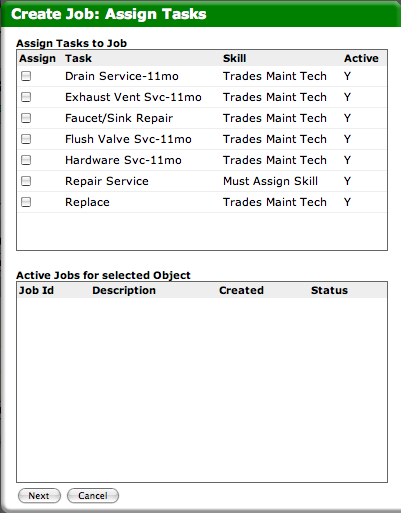 Create Job: Assign Tasks
Assign Tasks to Job
Assign Task Skill Active
Drain Service-11mo Trades Maint Tech Y
Exhaust Vent Svc-11mo Trades Maint Tech Y
Faucet/Sink Repair Trades Maint Tech Y
Flush Valve Svc-11mo Trades Maint Tech Y
Hardware Svc-11mo Trades Maint Tech Y
Repair Service Must Assign Skill Y
Replace Trades Maint Tech Y
Active Jobs for selected Object
Job Id Description Created Status
Next Cancel